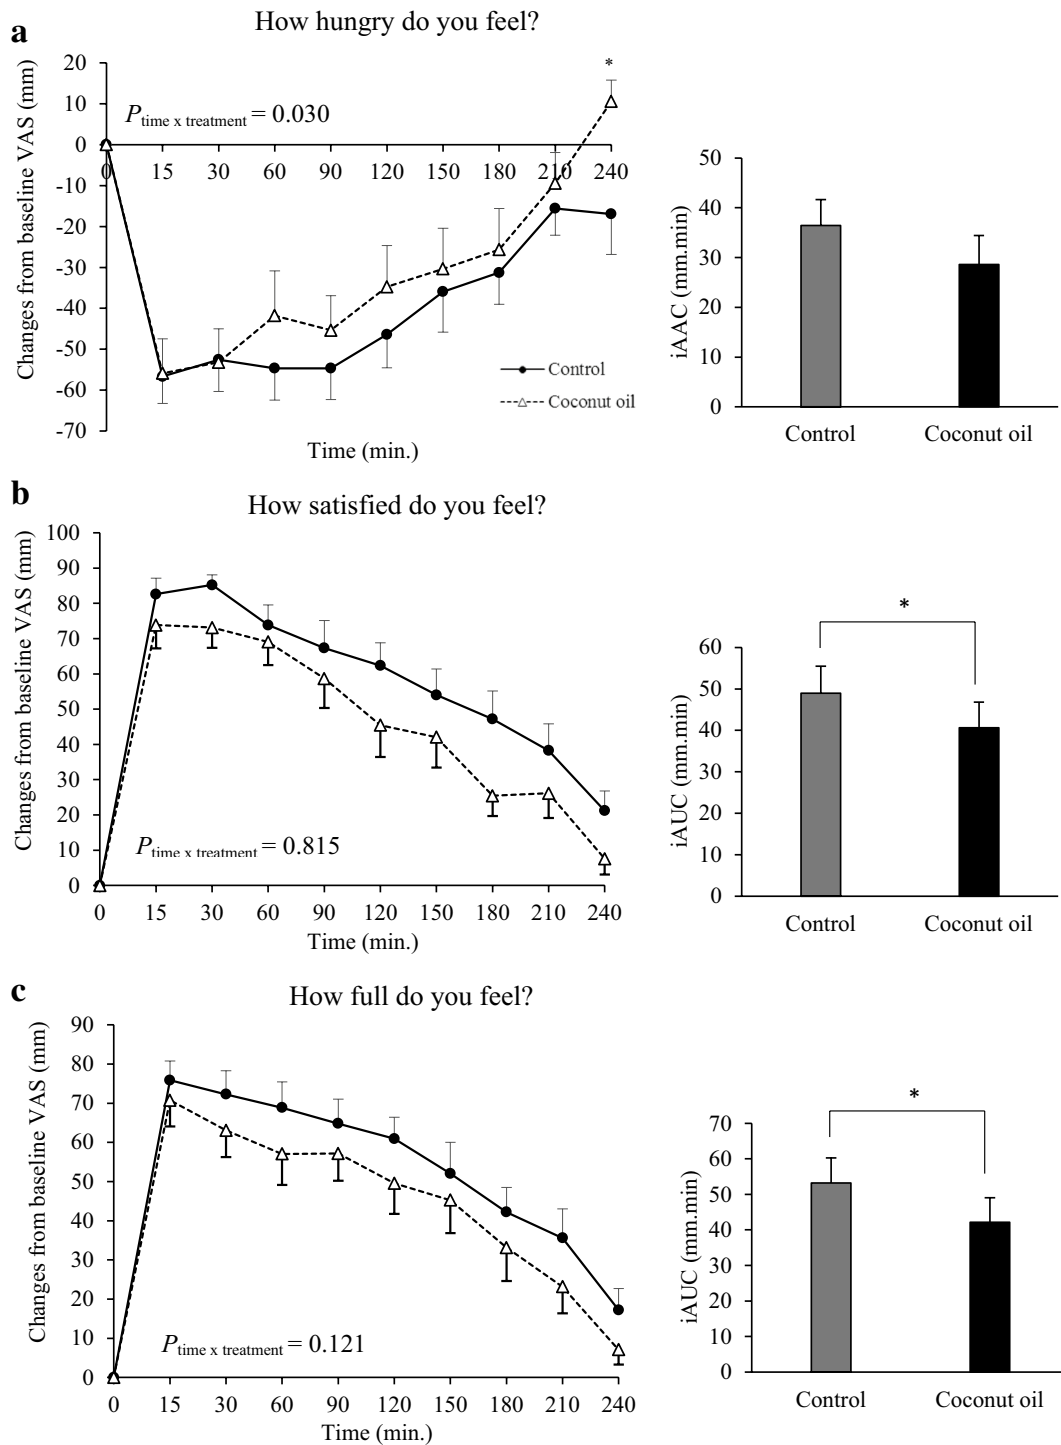 a
How hungry do you feel?
Changes from baseline VAS (mm)
20
10
0
-10
-20
-30
-40
-50
-60
-70
P time x treatment = 0.030
*
0 15 30 60 90 120 150 180 210 240
Control
Coconut oil
Time (min.)
iAAC (mm.min)
50
40
30
20
10
0
Control Coconut oil
b
How satisfied do you feel?
Changes from baseline VAS (mm)
100
90
80
70
60
50
40
30
20
10
0
P time x treatment = 0.815
0 15 30 60 90 120 150 180 210 240
Time (min.)
*
iAUC (mm.min)
60
50
40
30
20
10
0
Control Coconut oil
c
How full do you feel?
Changes from baseline VAS (mm)
90
80
70
60
50
40
30
20
10
0
P time x treatment = 0.121
0 15 30 60 90 120 150 180 210 240
Time (min.)
*
iAUC (mm.min)
70
60
50
40
30
20
10
0
Control Coconut oil